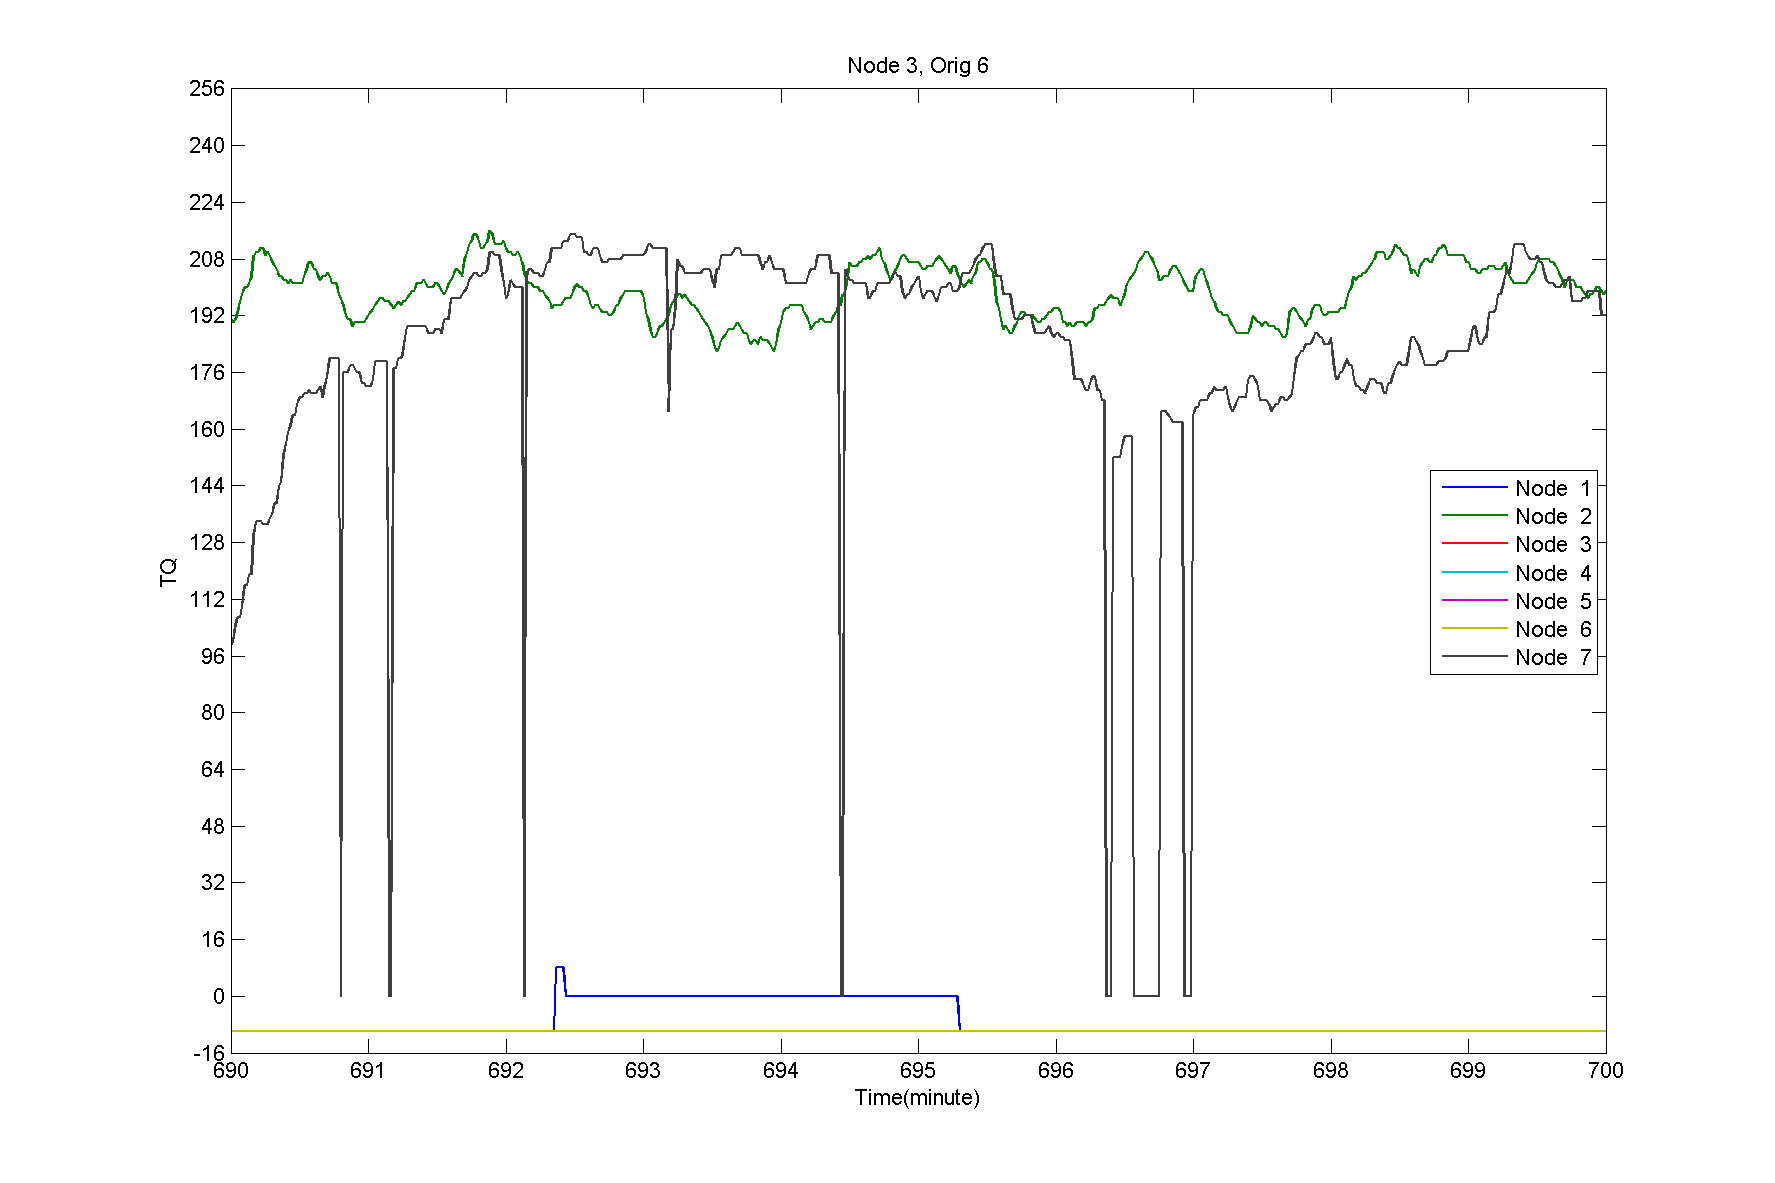 Node 3, Orig 6
256
240
224
208
192
176
160
144
128
112
96
80
64
48
32
16
0
-16
TQ
Node 1
Node 2
Node 3
Node 4
Node 5
Node 6
Node 7
690 691 692 693 694 695 696 697 698 699 700
Time(minute)